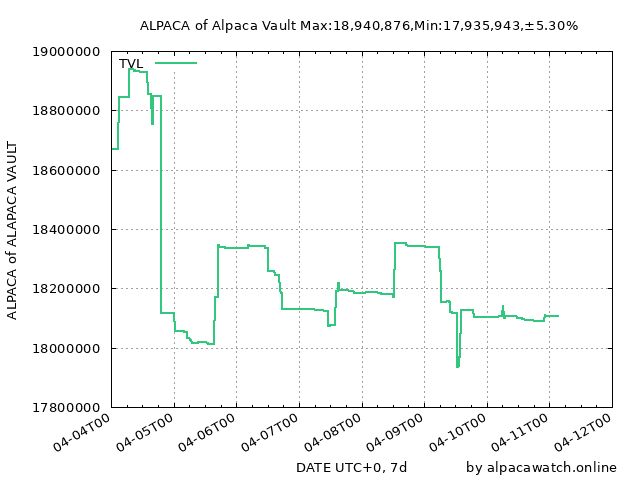 ALPACA of Alpaca Vault Max:18,940,876,Min:17,935,943,±5.30%
TVL
ALPACA of ALAPACA VAULT
19000000
18800000
18600000
18400000
18200000
18000000
17800000
04-04T00
04-05T00
04-06T00
04-07T00
04-08T00
04-09T00
04-10T00
04-11T00
04-12T00
DATE UTC+0, 7d
by alpacawatch.online